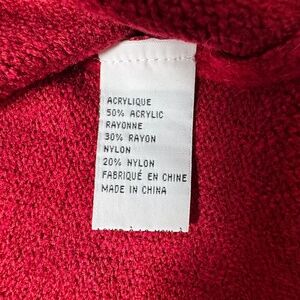 ACRYLIQUE
50% ACRYLIC
RAYONNE
30% RAYON
NYLON
20% NYLON
FABRIQUÉ EN CHINE
MADE IN CHINA